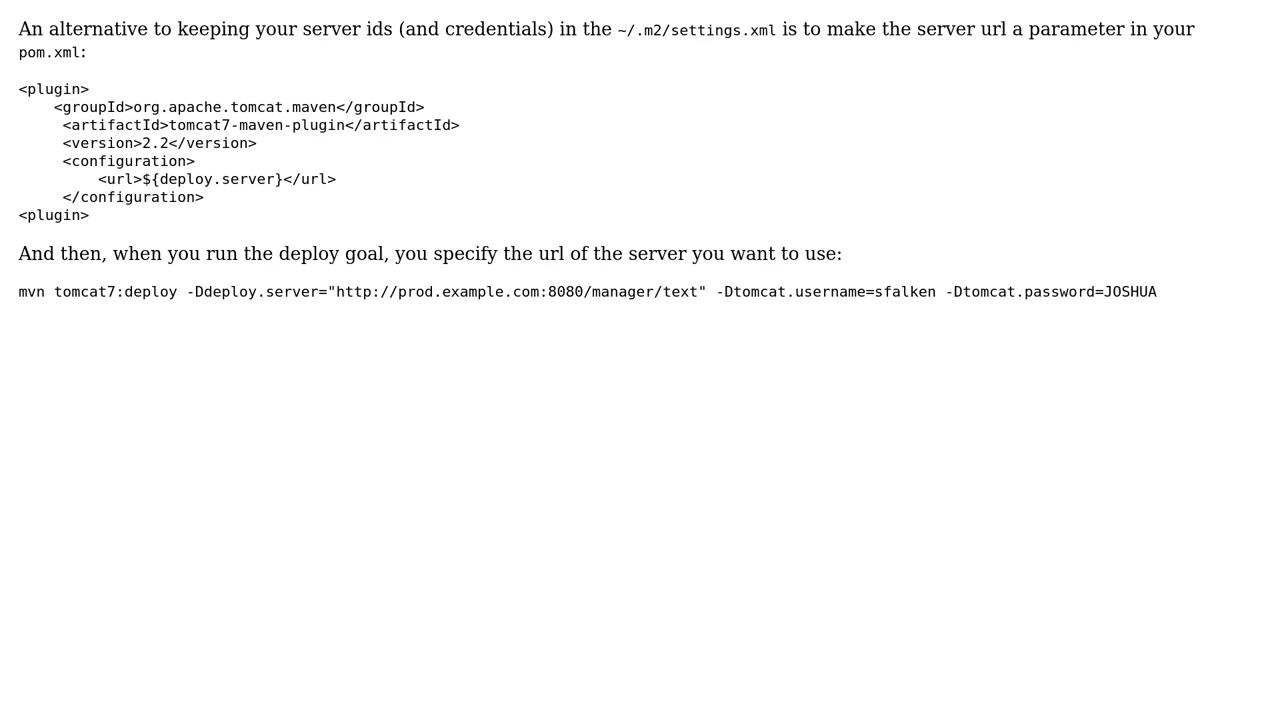 An alternative to keeping your server ids (and credentials) in the ~/.m2/settings.xml is to make the server url a parameter in your
pom.xml:
<plugin>
    <groupId>org.apache.tomcat.maven</groupId>
     <artifactId>tomcat7-maven-plugin</artifactId>
     <version>2.2</version>
     <configuration>
         <url>${deploy.server}</url>
     </configuration>
<plugin>
And then, when you run the deploy goal, you specify the url of the server you want to use:
mvn tomcat7:deploy -Ddeploy.server="http://prod.example.com:8080/manager/text" -Dtomcat.username=sfalken -Dtomcat.password=JOSHUA